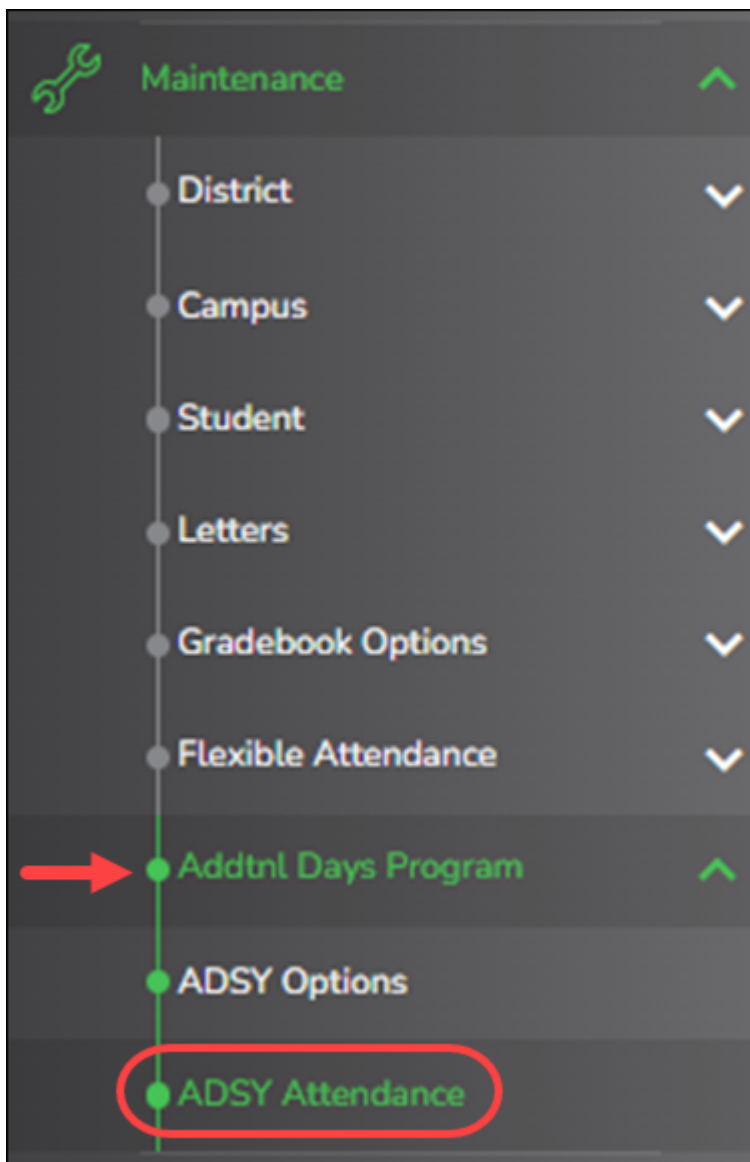 Maintenance
District
Campus
Student
Letters
Gradebook Options
Flexible Attendance
Addtnl Days Program
ADSY Options
ADSY Attendance